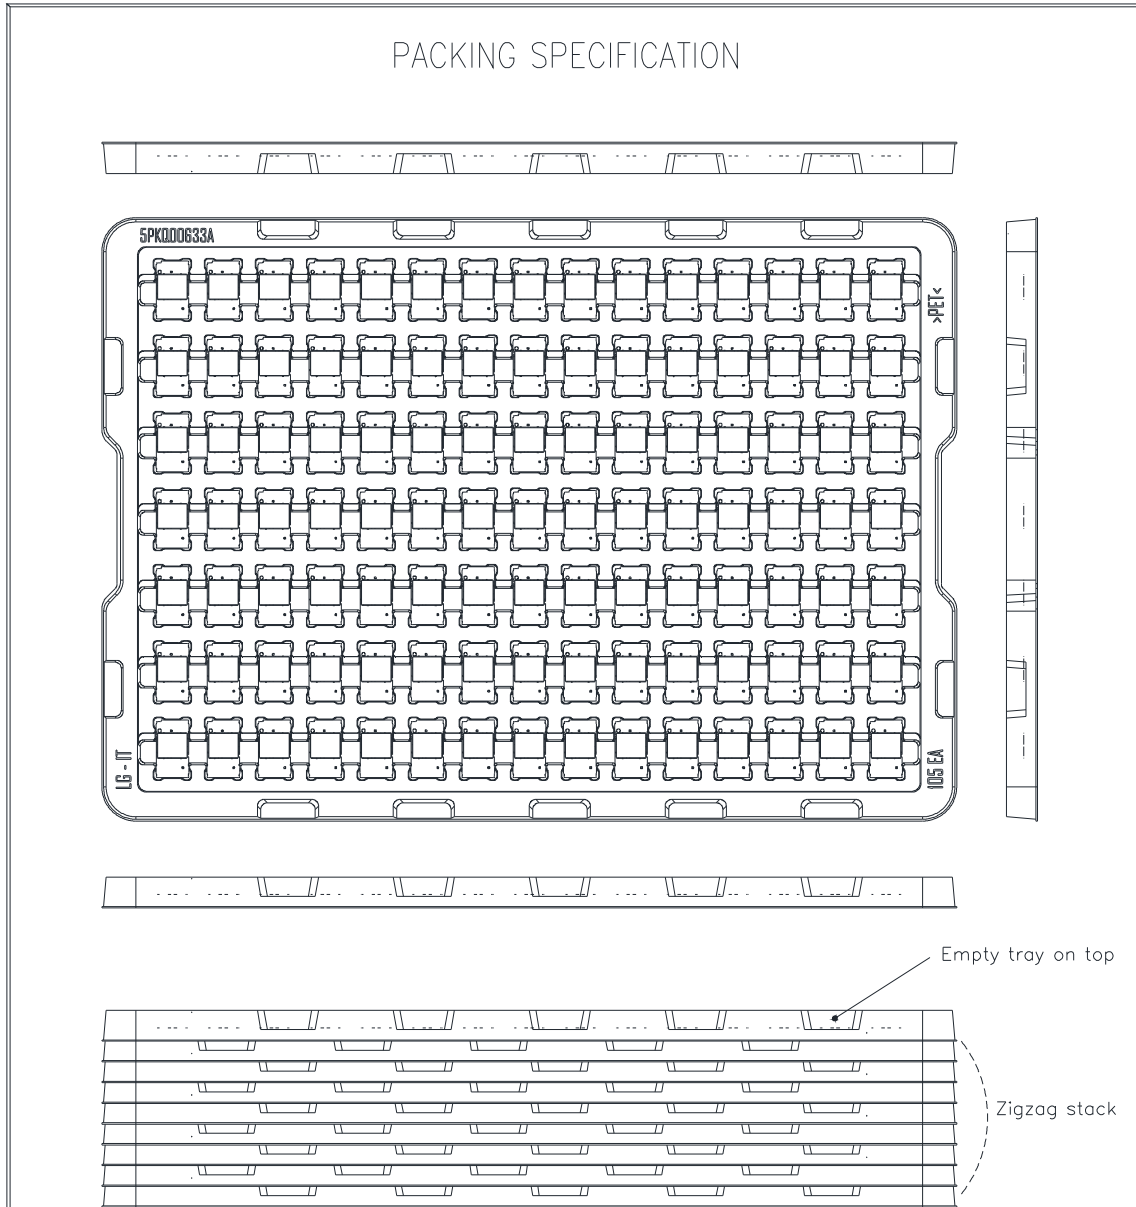 PACKING SPECIFICATION
5PKQ00633A
>PET<
LG - IT
105 EA
Empty tray on top
Zigzag stack